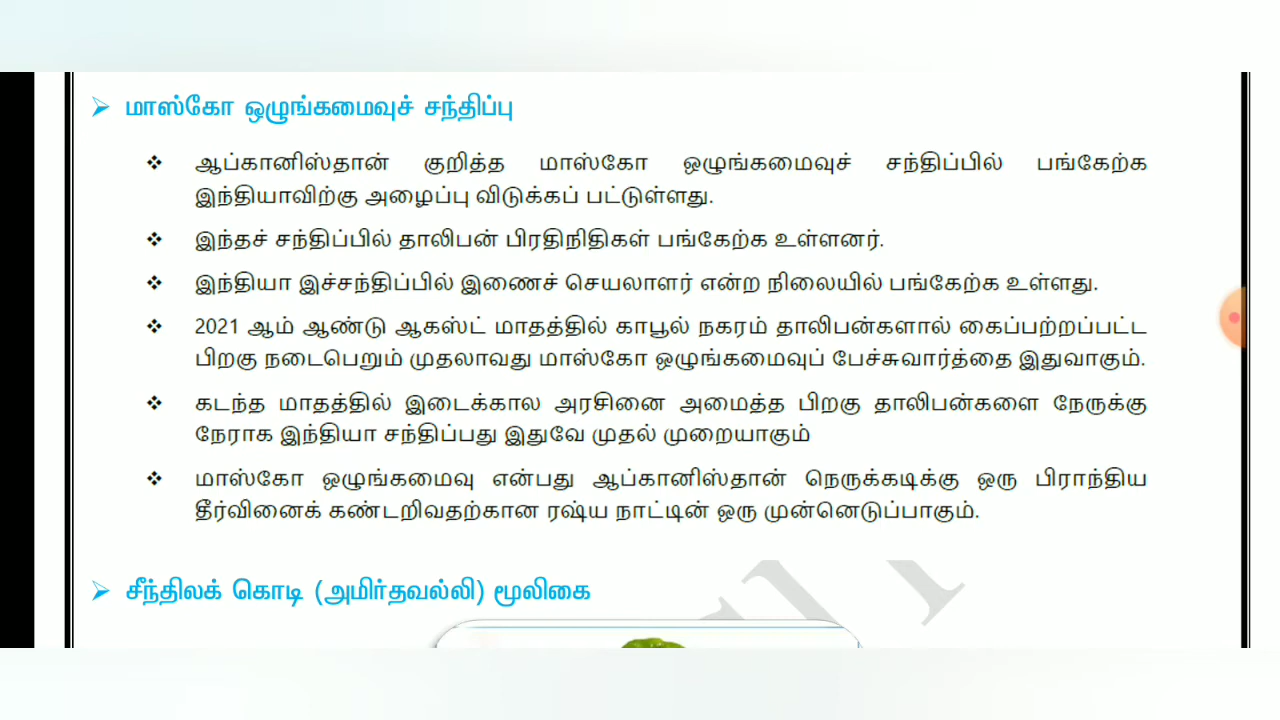 மாஸ்கோ ஒழுங்கமைவுச் சந்திப்பு
ஆப்கானிஸ்தான் குறித்த மாஸ்கோ ஒழுங்கமைவுச் சந்திப்பில் பங்கேற்க
இந்தியாவிற்கு அழைப்பு விடுக்கப் பட்டுள்ளது.
இந்தச் சந்திப்பில் தாலிபன் பிரதிநிதிகள் பங்கேற்க உள்ளனர்.
இந்தியா இச்சந்திப்பில் இணைச் செயலாளர் என்ற நிலையில் பங்கேற்க உள்ளது.
2021 ஆம் ஆண்டு ஆகஸ்ட் மாதத்தில் காபூல் நகரம் தாலிபன்களால் கைப்பற்றப்பட்ட
பிறகு நடைபெறும் முதலாவது மாஸ்கோ ஒழுங்கமைவுப் பேச்சுவார்த்தை இதுவாகும்.
கடந்த மாதத்தில் இடைக்கால அரசினை அமைத்த பிறகு தாலிபன்களை நேருக்கு
நேராக இந்தியா சந்திப்பது இதுவே முதல் முறையாகும்
மாஸ்கோ ஒழுங்கமைவு என்பது ஆப்கானிஸ்தான் நெருக்கடிக்கு ஒரு பிராந்திய
தீர்வினைக் கண்டறிவதற்கான ரஷ்ய நாட்டின் ஒரு முன்னெடுப்பாகும்.
சீந்திலக் கொடி (அமிர்தவல்லி) மூலிகை